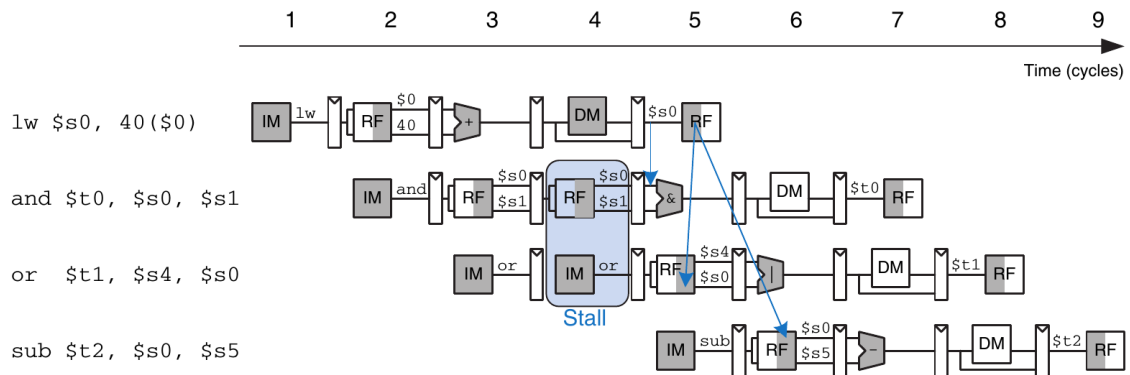 1 2 3 4 5 6 7 8 9
Time (cycles)
lw $s0, 40($0) IM lw RF $0 40 + DM $s0 RF
and $t0, $s0, $s1 IM and RF $s0 $s1 RF $s0 $s1 & DM $t0 RF
or $t1, $s4, $s0 IM or IM or RF $s4 $s0 | DM $t1 RF
Stall
sub $t2, $s0, $s5 IM sub RF $s0 $s5 - DM $t2 RF